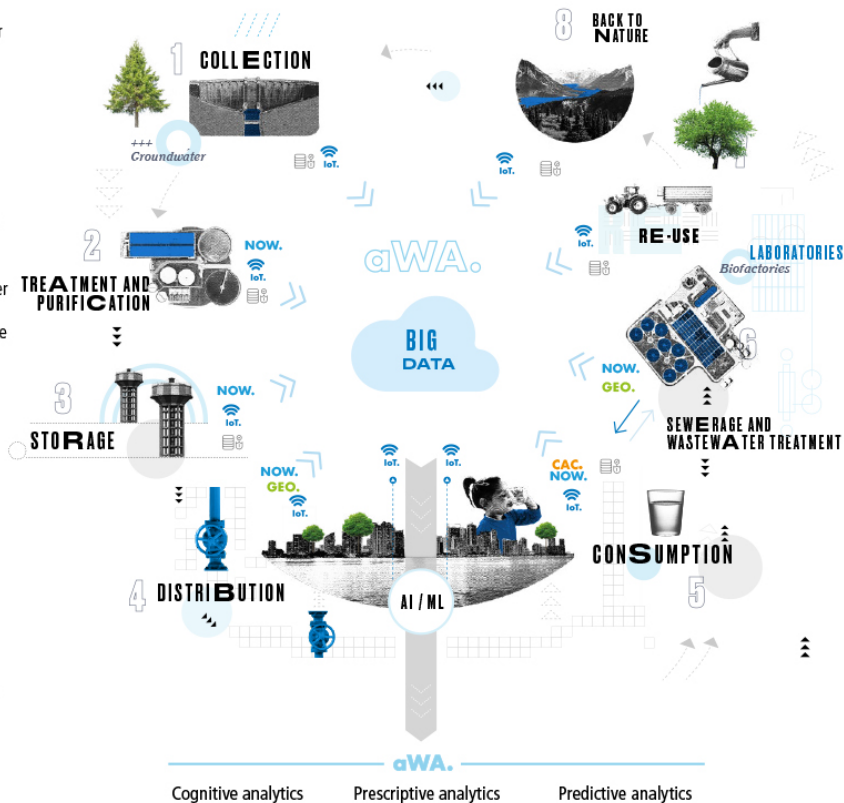 r
1
COLLECTION
8
BACK TO
NATURE
+++
Groundwater
IoT.
IoT.
7
2
NOW.
IoT.
aWA.
IoT.
RE-USE
LABORATORIES
Biofactories
er
TREATMENT AND
PURIFICATION
e
BIG
DATA
6
3
NOW.
IoT.
NOW.
GEO.
STORAGE
SEWERAGE AND
WASTEWATER TREATMENT
IoT.
IoT.
NOW.
GEO.
IoT.
CAC.
NOW.
IoT.
CONSUMPTION
4
DISTRIBUTION
AI / ML
5
aWA.
Cognitive analytics
Prescriptive analytics
Predictive analytics